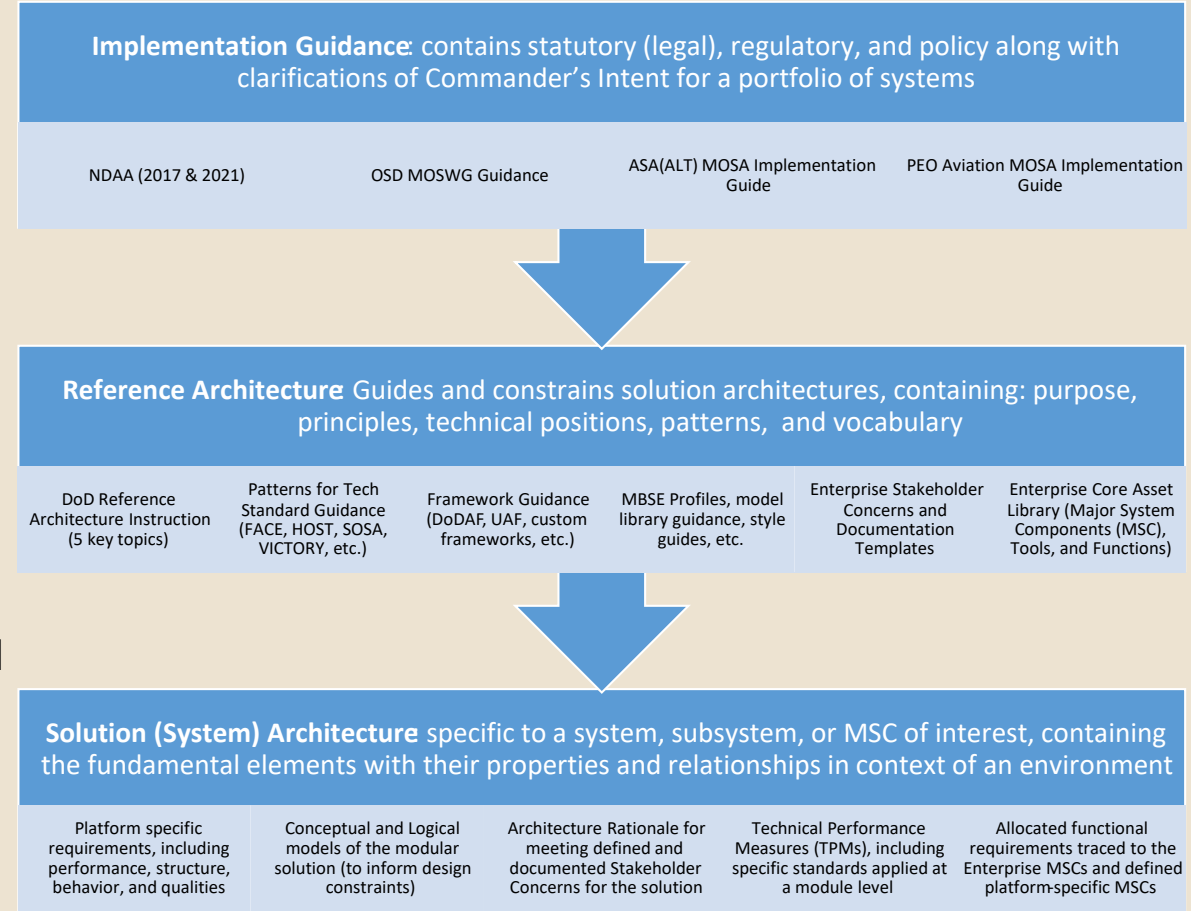 Implementation Guidance: contains statutory (legal), regulatory, and policy along with
clarifications of Commander's Intent for a portfolio of systems
NDAA (2017 & 2021)
OSD MOSWG Guidance
ASA(ALT) MOSA Implementation
Guide
PEO Aviation MOSA Implementation
Guide
Reference Architecture: Guides and constrains solution architectures, containing: purpose,
principles, technical positions, patterns, and vocabulary
DoD Reference
Architecture Instruction
(5 key topics)
Patterns for Tech
Standard Guidance
(FACE, HOST, SOSA,
VICTORY, etc.)
Framework Guidance
(DoDAF, UAF, custom
frameworks, etc.)
MBSE Profiles, model
library guidance, style
guides, etc.
Enterprise Stakeholder
Concerns and
Documentation
Templates
Enterprise Core Asset
Library (Major System
Components (MSC),
Tools, and Functions)
Solution (System) Architecture: specific to a system, subsystem, or MSC of interest, containing
the fundamental elements with their properties and relationships in context of an environment
Platform specific
requirements, including
performance, structure,
behavior, and qualities
Conceptual and Logical
models of the modular
solution (to inform design
constraints)
Architecture Rationale for
meeting defined and
documented Stakeholder
Concerns for the solution
Technical Performance
Measures (TPMs), including
specific standards applied at
a module level
Allocated functional
requirements traced to the
Enterprise MSCs and defined
platform-specific MSCs